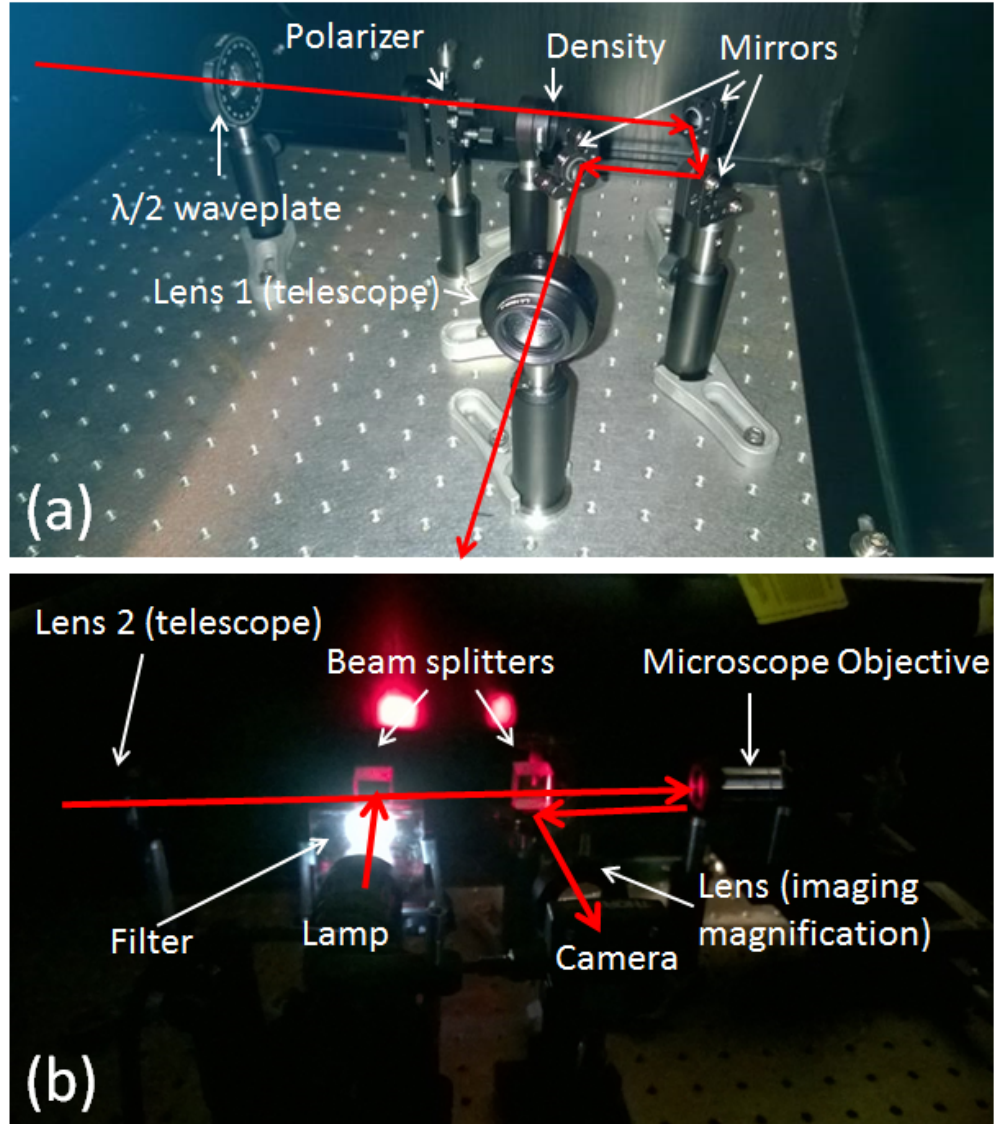 Polarizer
Density
Mirrors
λ/2 waveplate
Lens 1 (telescope)
(a)
Lens 2 (telescope)
Beam splitters
Microscope Objective
Filter
Lamp
Camera
Lens (imaging
magnification)
(b)